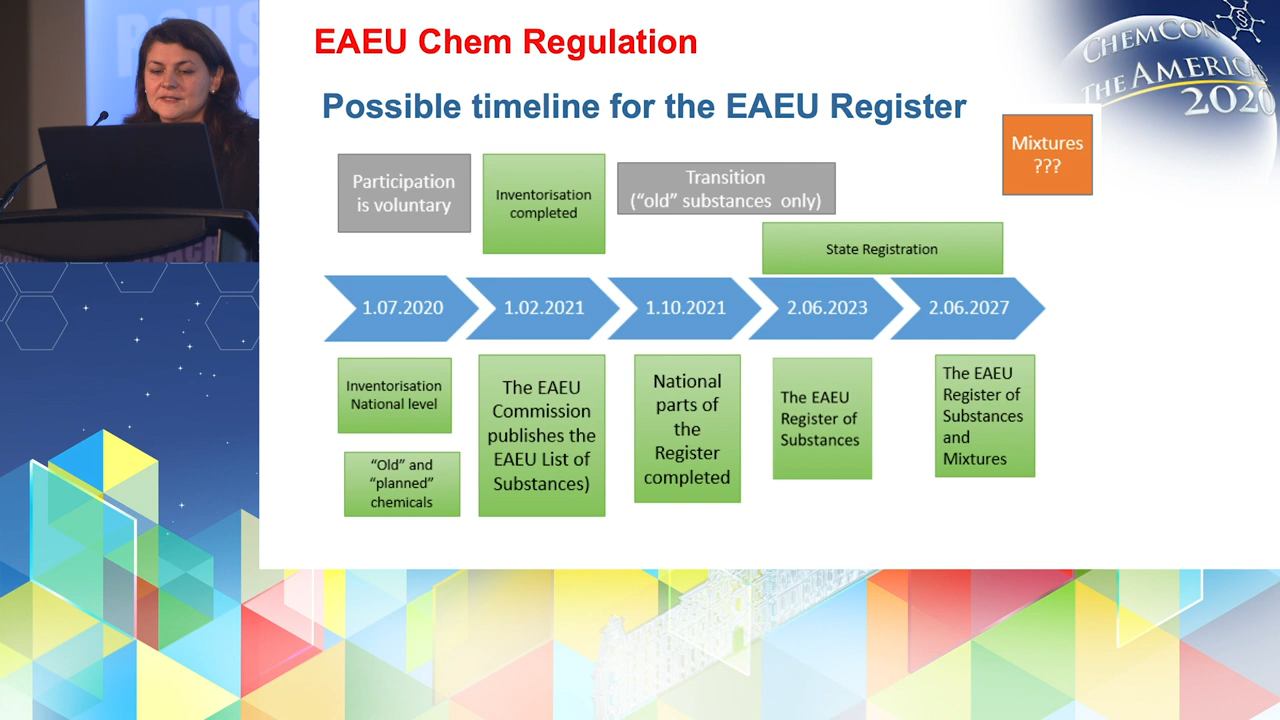 EAEU Chem Regulation
CHEMCON
THE AMERICAS
2020
Possible timeline for the EAEU Register
Participation
is voluntary
Inventorisation
completed
Transition
("old" substances only)
Mixtures
???
State Registration
1.07.2020
1.02.2021
1.10.2021
2.06.2023
2.06.2027
Inventorisation
National level
"Old" and
"planned"
chemicals
The EAEU
Commission
publishes the
EAEU List of
Substances)
National
parts of
the
Register
completed
The EAEU
Register of
Substances
The EAEU
Register of
Substances
and
Mixtures